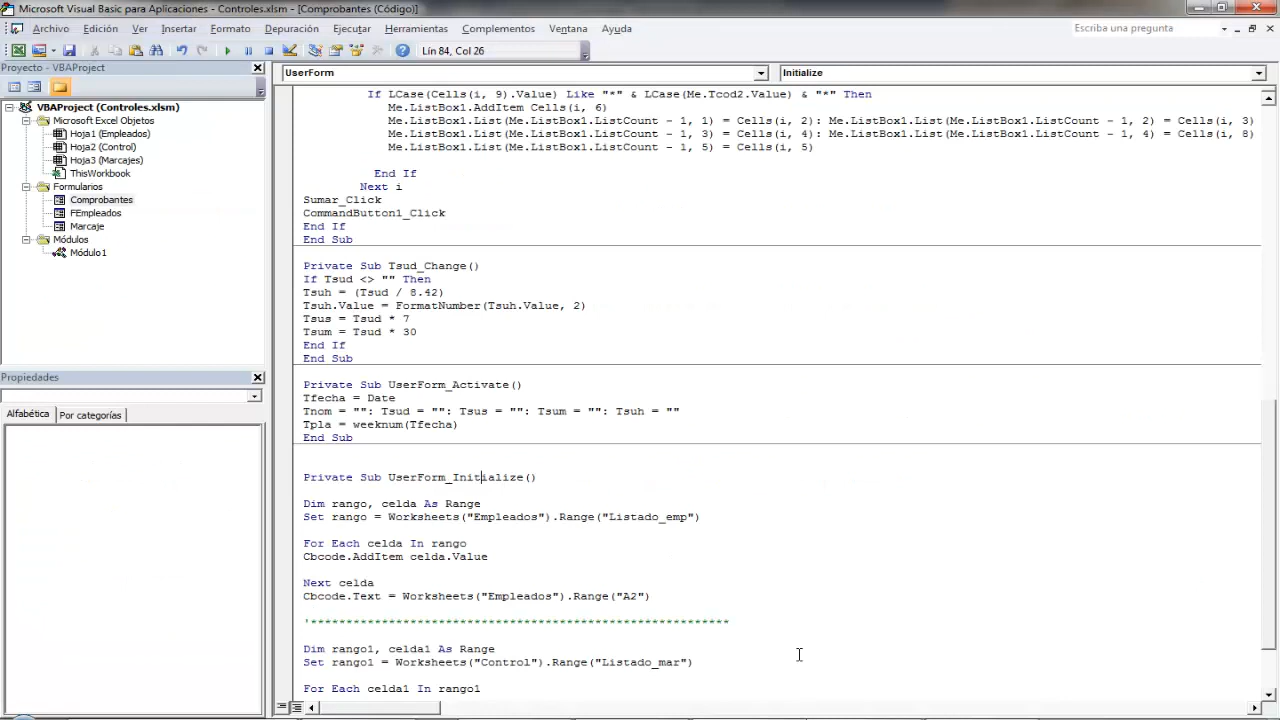 Microsoft Visual Basic para Aplicaciones - Controles.xlsm - [Comprobantes (Código)]
Archivo Edición Ver Insertar Formato Depuración Ejecutar Herramientas Complementos Ventana Ayuda
Escriba una pregunta
Lín 84, Col 26
Proyecto - VBAProject
UserForm
Initialize
VBAProject (Controles.xlsm)
Microsoft Excel Objetos
Hoja1 (Empleados)
Hoja2 (Control)
Hoja3 (Marcajes)
ThisWorkbook
Formularios
Comprobantes
FEmpleados
Marcaje
Módulos
Módulo1
Propiedades
Alfabética Por categorías
If LCase(Cells(i, 9).Value) Like "*" & LCase(Me.Tcod2.Value) & "*" Then
Me.ListBox1.AddItem Cells(i, 6)
Me.ListBox1.List(Me.ListBox1.ListCount - 1, 1) = Cells(i, 2): Me.ListBox1.List(Me.ListBox1.ListCount - 1, 2) = Cells(i, 3)
Me.ListBox1.List(Me.ListBox1.ListCount - 1, 3) = Cells(i, 4): Me.ListBox1.List(Me.ListBox1.ListCount - 1, 4) = Cells(i, 8)
Me.ListBox1.List(Me.ListBox1.ListCount - 1, 5) = Cells(i, 5)
End If
Next i
Sumar_Click
CommandButton1_Click
End If
End Sub
Private Sub Tsud_Change()
If Tsud <> "" Then
Tsuh = (Tsud / 8.42)
Tsuh.Value = FormatNumber(Tsuh.Value, 2)
Tsus = Tsud * 7
Tsum = Tsud * 30
End If
End Sub
Private Sub UserForm_Activate()
Tfecha = Date
Tnom = "": Tsud = "": Tsus = "": Tsum = "": Tsuh = ""
Tpla = weeknum(Tfecha)
End Sub
Private Sub UserForm_Initialize()
Dim rango, celda As Range
Set rango = Worksheets("Empleados").Range("Listado_emp")
For Each celda In rango
Cbcode.AddItem celda.Value
Next celda
Cbcode.Text = Worksheets("Empleados").Range("A2")
'************************************************************
Dim rango1, celda1 As Range
Set rango1 = Worksheets("Control").Range("Listado_mar")
For Each celda1 In rango1